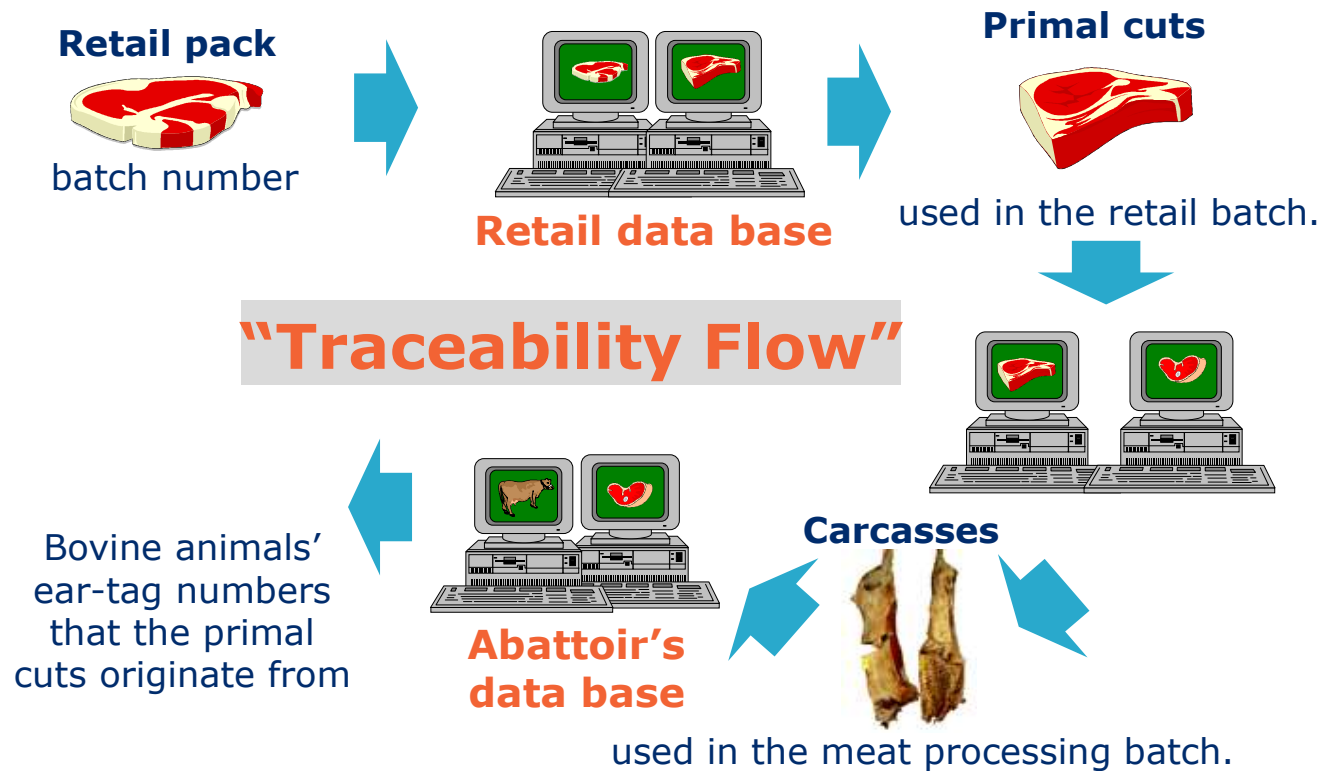 Retail pack
batch number
Retail data base
Primal cuts
used in the retail batch.
“Traceability Flow”
Carcasses
used in the meat processing batch.
Abattoir’s
data base
Bovine animals’
ear-tag numbers
that the primal
cuts originate from